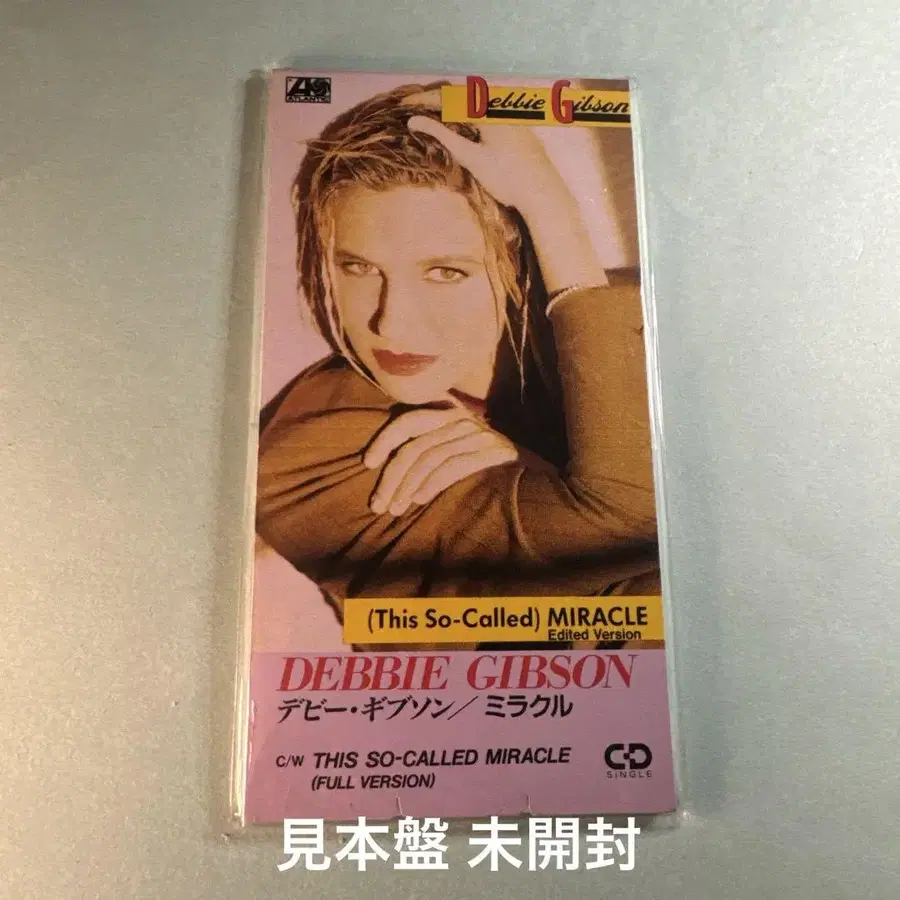 ATLANTIC
Debbie Gibson
(This So-Called) MIRACLE
Edited Version
DEBBIE GIBSON
デビー・ギブソン／ミラクル
C/W THIS SO-CALLED MIRACLE
(FULL VERSION)
CD
SINGLE
見本盤 未開封